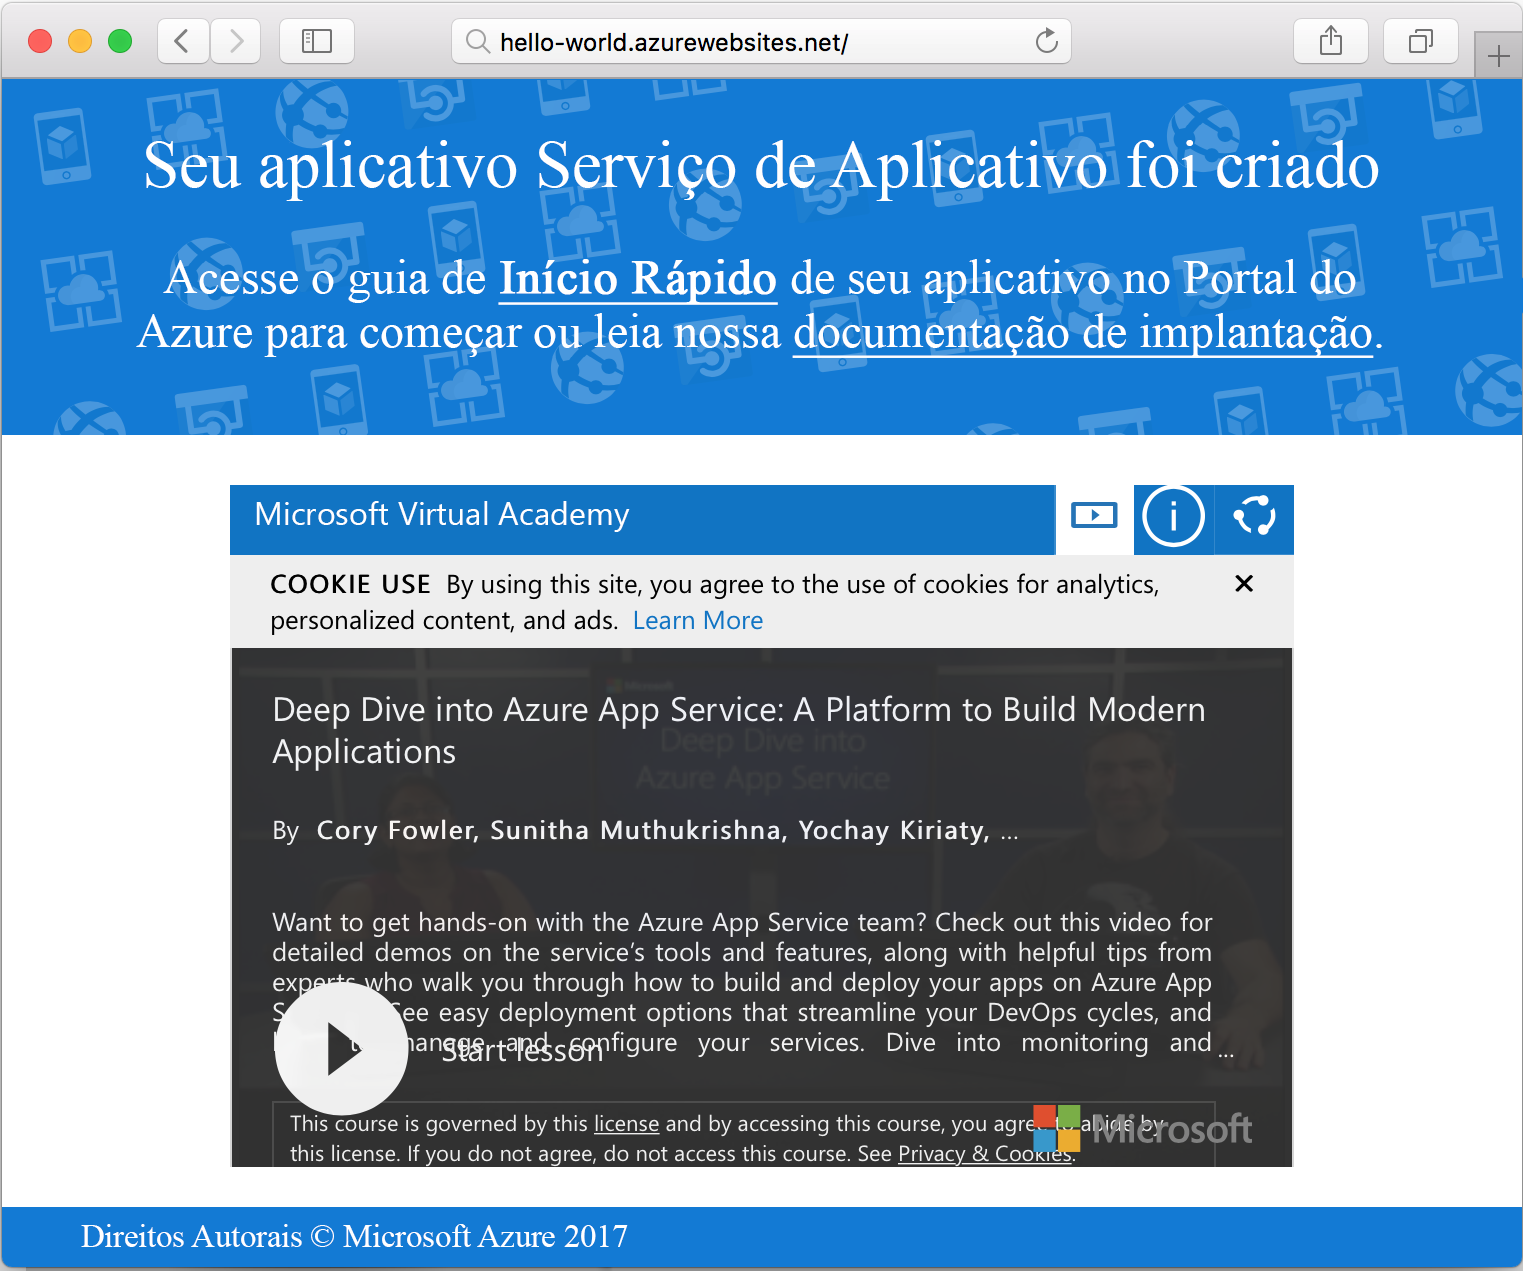 hello-world.azurewebsites.net/
Seu aplicativo Serviço de Aplicativo foi criado
Acesse o guia de Início Rápido de seu aplicativo no Portal do
Azure para começar ou leia nossa documentação de implantação.
Microsoft Virtual Academy
COOKIE USE By using this site, you agree to the use of cookies for analytics,
personalized content, and ads. Learn More
Microsoft
Deep Dive into Azure App Service: A Platform to Build Modern
Applications
Deep Dive into
Azure App Service
By Cory Fowler, Sunitha Muthukrishna, Yochay Kiriaty, ...
Want to get hands-on with the Azure App Service team? Check out this video for
detailed demos on the service's tools and features, along with helpful tips from
experts who walk you through how to build and deploy your apps on Azure App
See easy deployment options that streamline your DevOps cycles, and
manage and configure your services. Dive into monitoring and...
Start lesson
This course is governed by this license and by accessing this course, you agree to abide by
this license. If you do not agree, do not access this course. See Privacy & Cookies.
Microsoft
Direitos Autorais © Microsoft Azure 2017